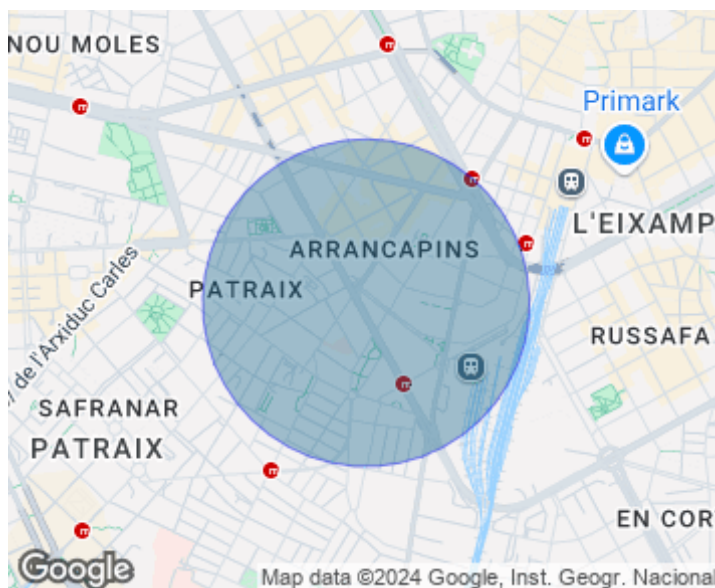 NOU MOLES
Primark
L'EIXAMP
ARRANCAPINS
PATRAIX
de l'Arxiduc Carles
RUSSAFA
SAFRANAR
PATRAIX
EN COR
Google
Map data ©2024 Google, Inst. Geogr. Nacional